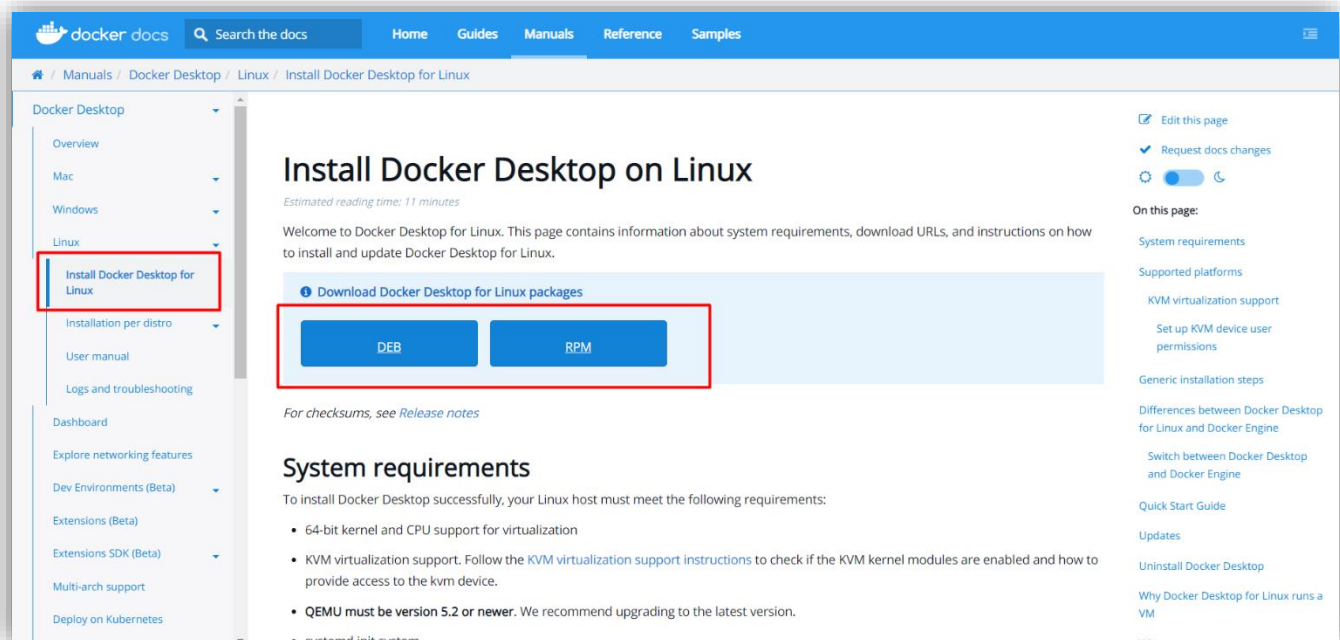 docker docs
Search the docs
Home
Guides
Manuals
Reference
Samples
/ Manuals / Docker Desktop / Linux / Install Docker Desktop for Linux
Docker Desktop
Overview
Mac
Windows
Linux
Install Docker Desktop for
Linux
Installation per distro
User manual
Logs and troubleshooting
Dashboard
Explore networking features
Dev Environments (Beta)
Extensions (Beta)
Extensions SDK (Beta)
Multi-arch support
Deploy on Kubernetes
Install Docker Desktop on Linux
Estimated reading time: 11 minutes
Welcome to Docker Desktop for Linux. This page contains information about system requirements, download URLs, and instructions on how
to install and update Docker Desktop for Linux.
Download Docker Desktop for Linux packages
DEB
RPM
For checksums, see Release notes
System requirements
To install Docker Desktop successfully, your Linux host must meet the following requirements:
• 64-bit kernel and CPU support for virtualization
• KVM virtualization support. Follow the KVM virtualization support instructions to check if the KVM kernel modules are enabled and how to
provide access to the kvm device.
• QEMU must be version 5.2 or newer. We recommend upgrading to the latest version.
• systemd init system
Edit this page
Request docs changes
On this page:
System requirements
Supported platforms
KVM virtualization support
Set up KVM device user
permissions
Generic installation steps
Differences between Docker Desktop
for Linux and Docker Engine
Switch between Docker Desktop
and Docker Engine
Quick Start Guide
Updates
Uninstall Docker Desktop
Why Docker Desktop for Linux runs a
VM